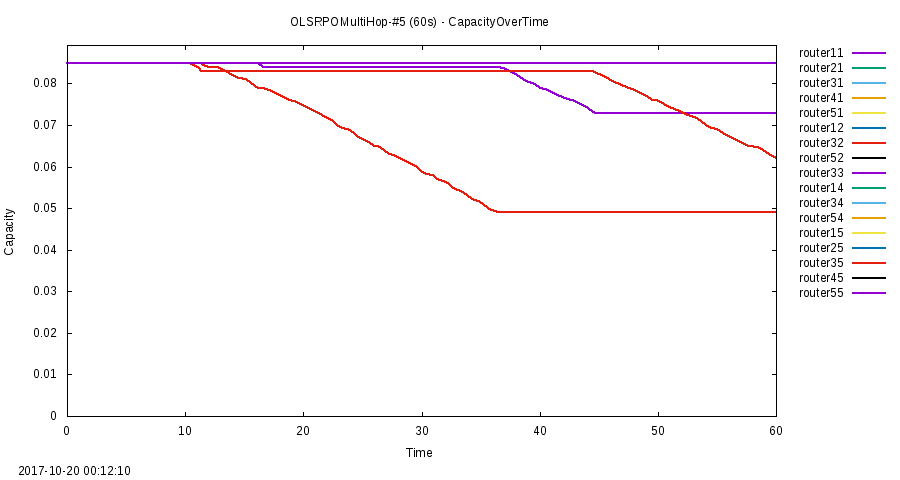 OLSRPOMultiHop-#5 (60s) - CapacityOverTime
router11
router21
router31
router41
router51
router12
router32
router52
router33
router14
router34
router54
router15
router25
router35
router45
router55
0.08
0.07
0.06
0.05
0.04
0.03
0.02
0.01
0
Capacity
0 10 20 30 40 50 60
Time
2017-10-20 00:12:10